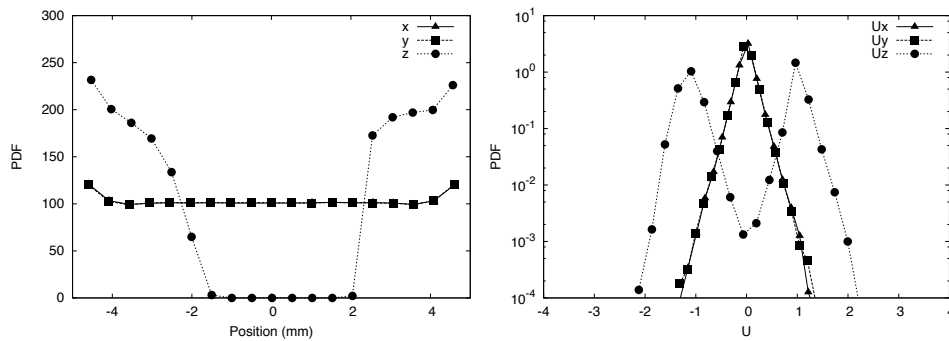 300
250
200
150
100
50
0
PDF
x
y
z
-4 -2 0 2 4
Position (mm)
10^1
10^0
10^-1
10^-2
10^-3
10^-4
PDF
Ux
Uy
Uz
-4 -3 -2 -1 0 1 2 3 4
U